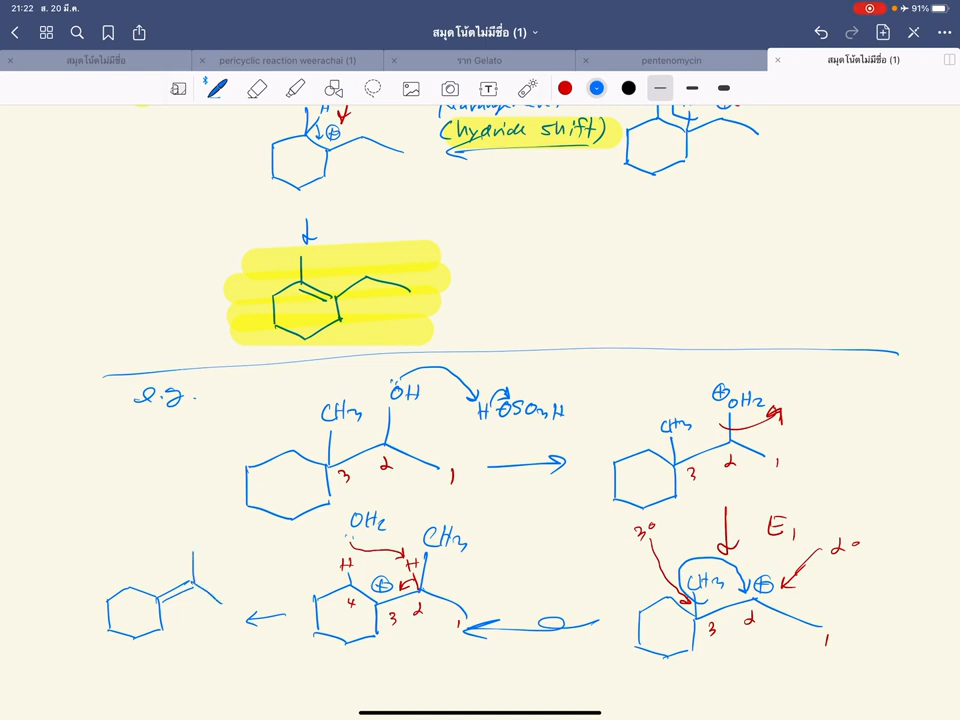 21:22 ส. 20 มี.ค.
91%
สมุดโน้ตไม่มีชื่อ (1)
สมุดโน้ตไม่มีชื่อ
pericyclic reaction weerachai (1)
ราก Gelato
pentenomycin
สมุดโน้ตไม่มีชื่อ (1)
H
(hydride shift)
e.g.
CH3
ÖH
H ÖSO3H
3 2 1
⊕
OH2
CH3
3 2 1
E1
3°
2°
CH3 ⊕
3 2 1
OH2
CH3
H H
⊕
4 3 2 1